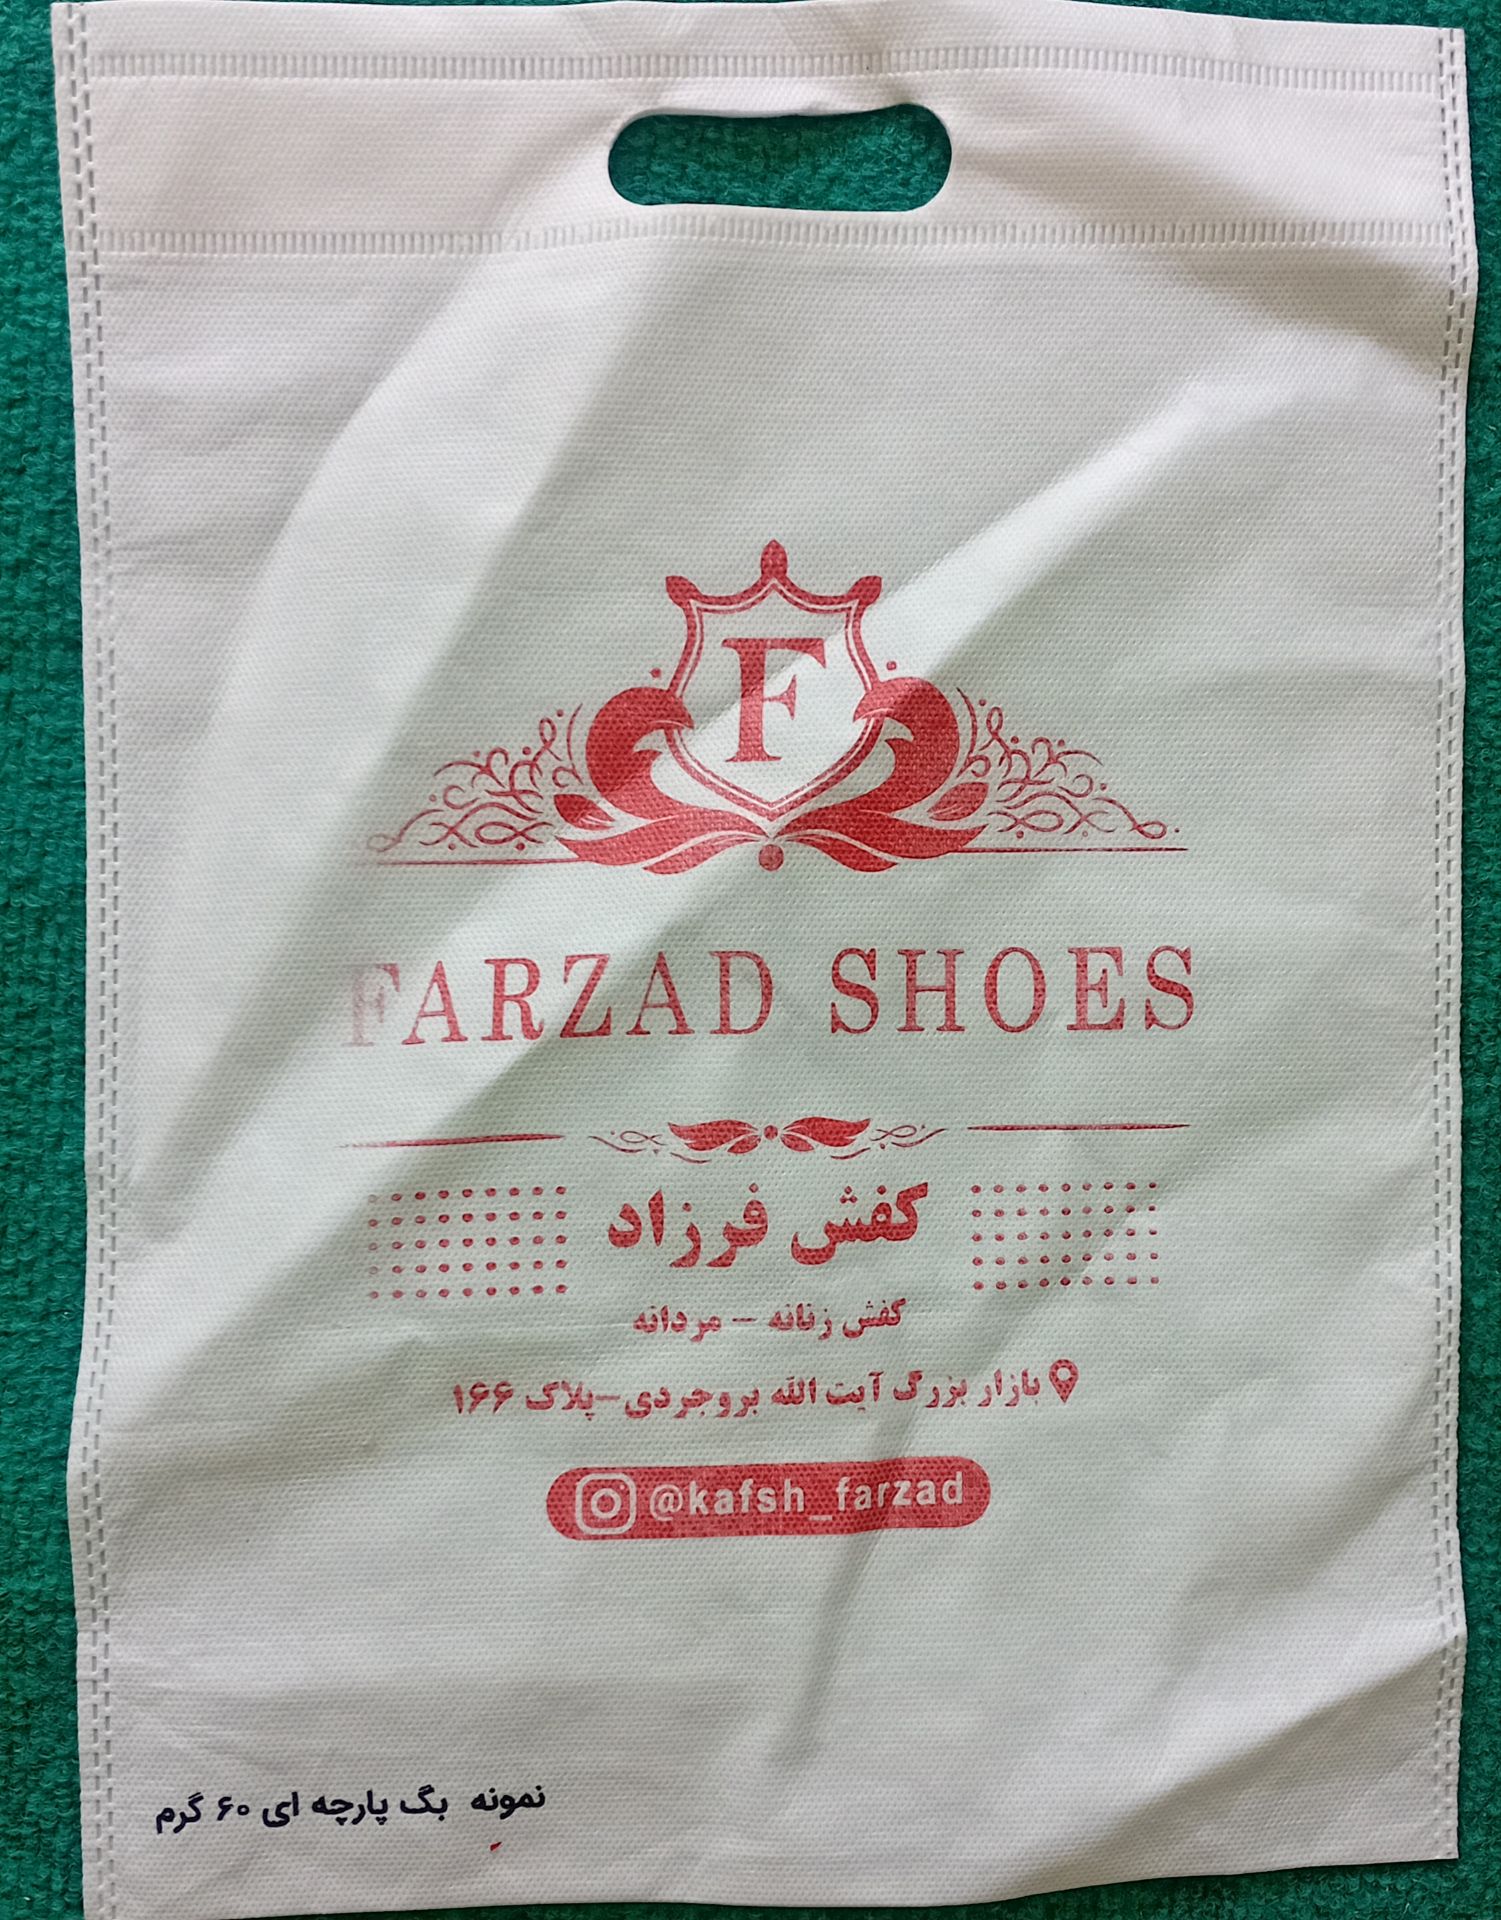 F
FARZAD SHOES
کفش فرزاد
کفش زنانه - مردانه
بازار بزرگ آیت الله بروجردی-پلاک ۱۶۶
@kafsh_farzad
نمونه بگ پارچه ای ۶۰ گرم